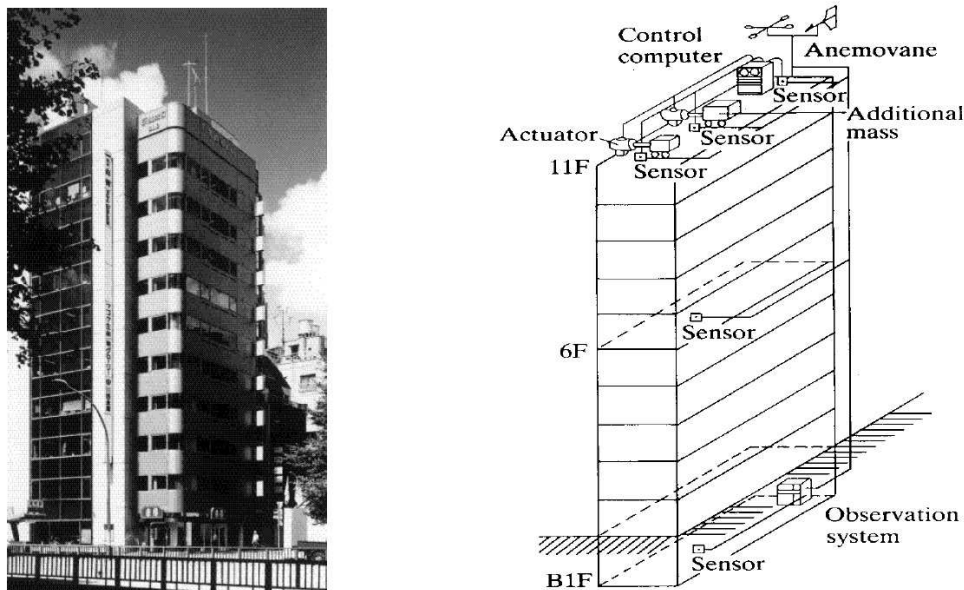 Control
computer
Anemovane
Sensor
Additional
mass
Sensor
Actuator
Sensor
11F
Sensor
6F
Observation
system
Sensor
B1F